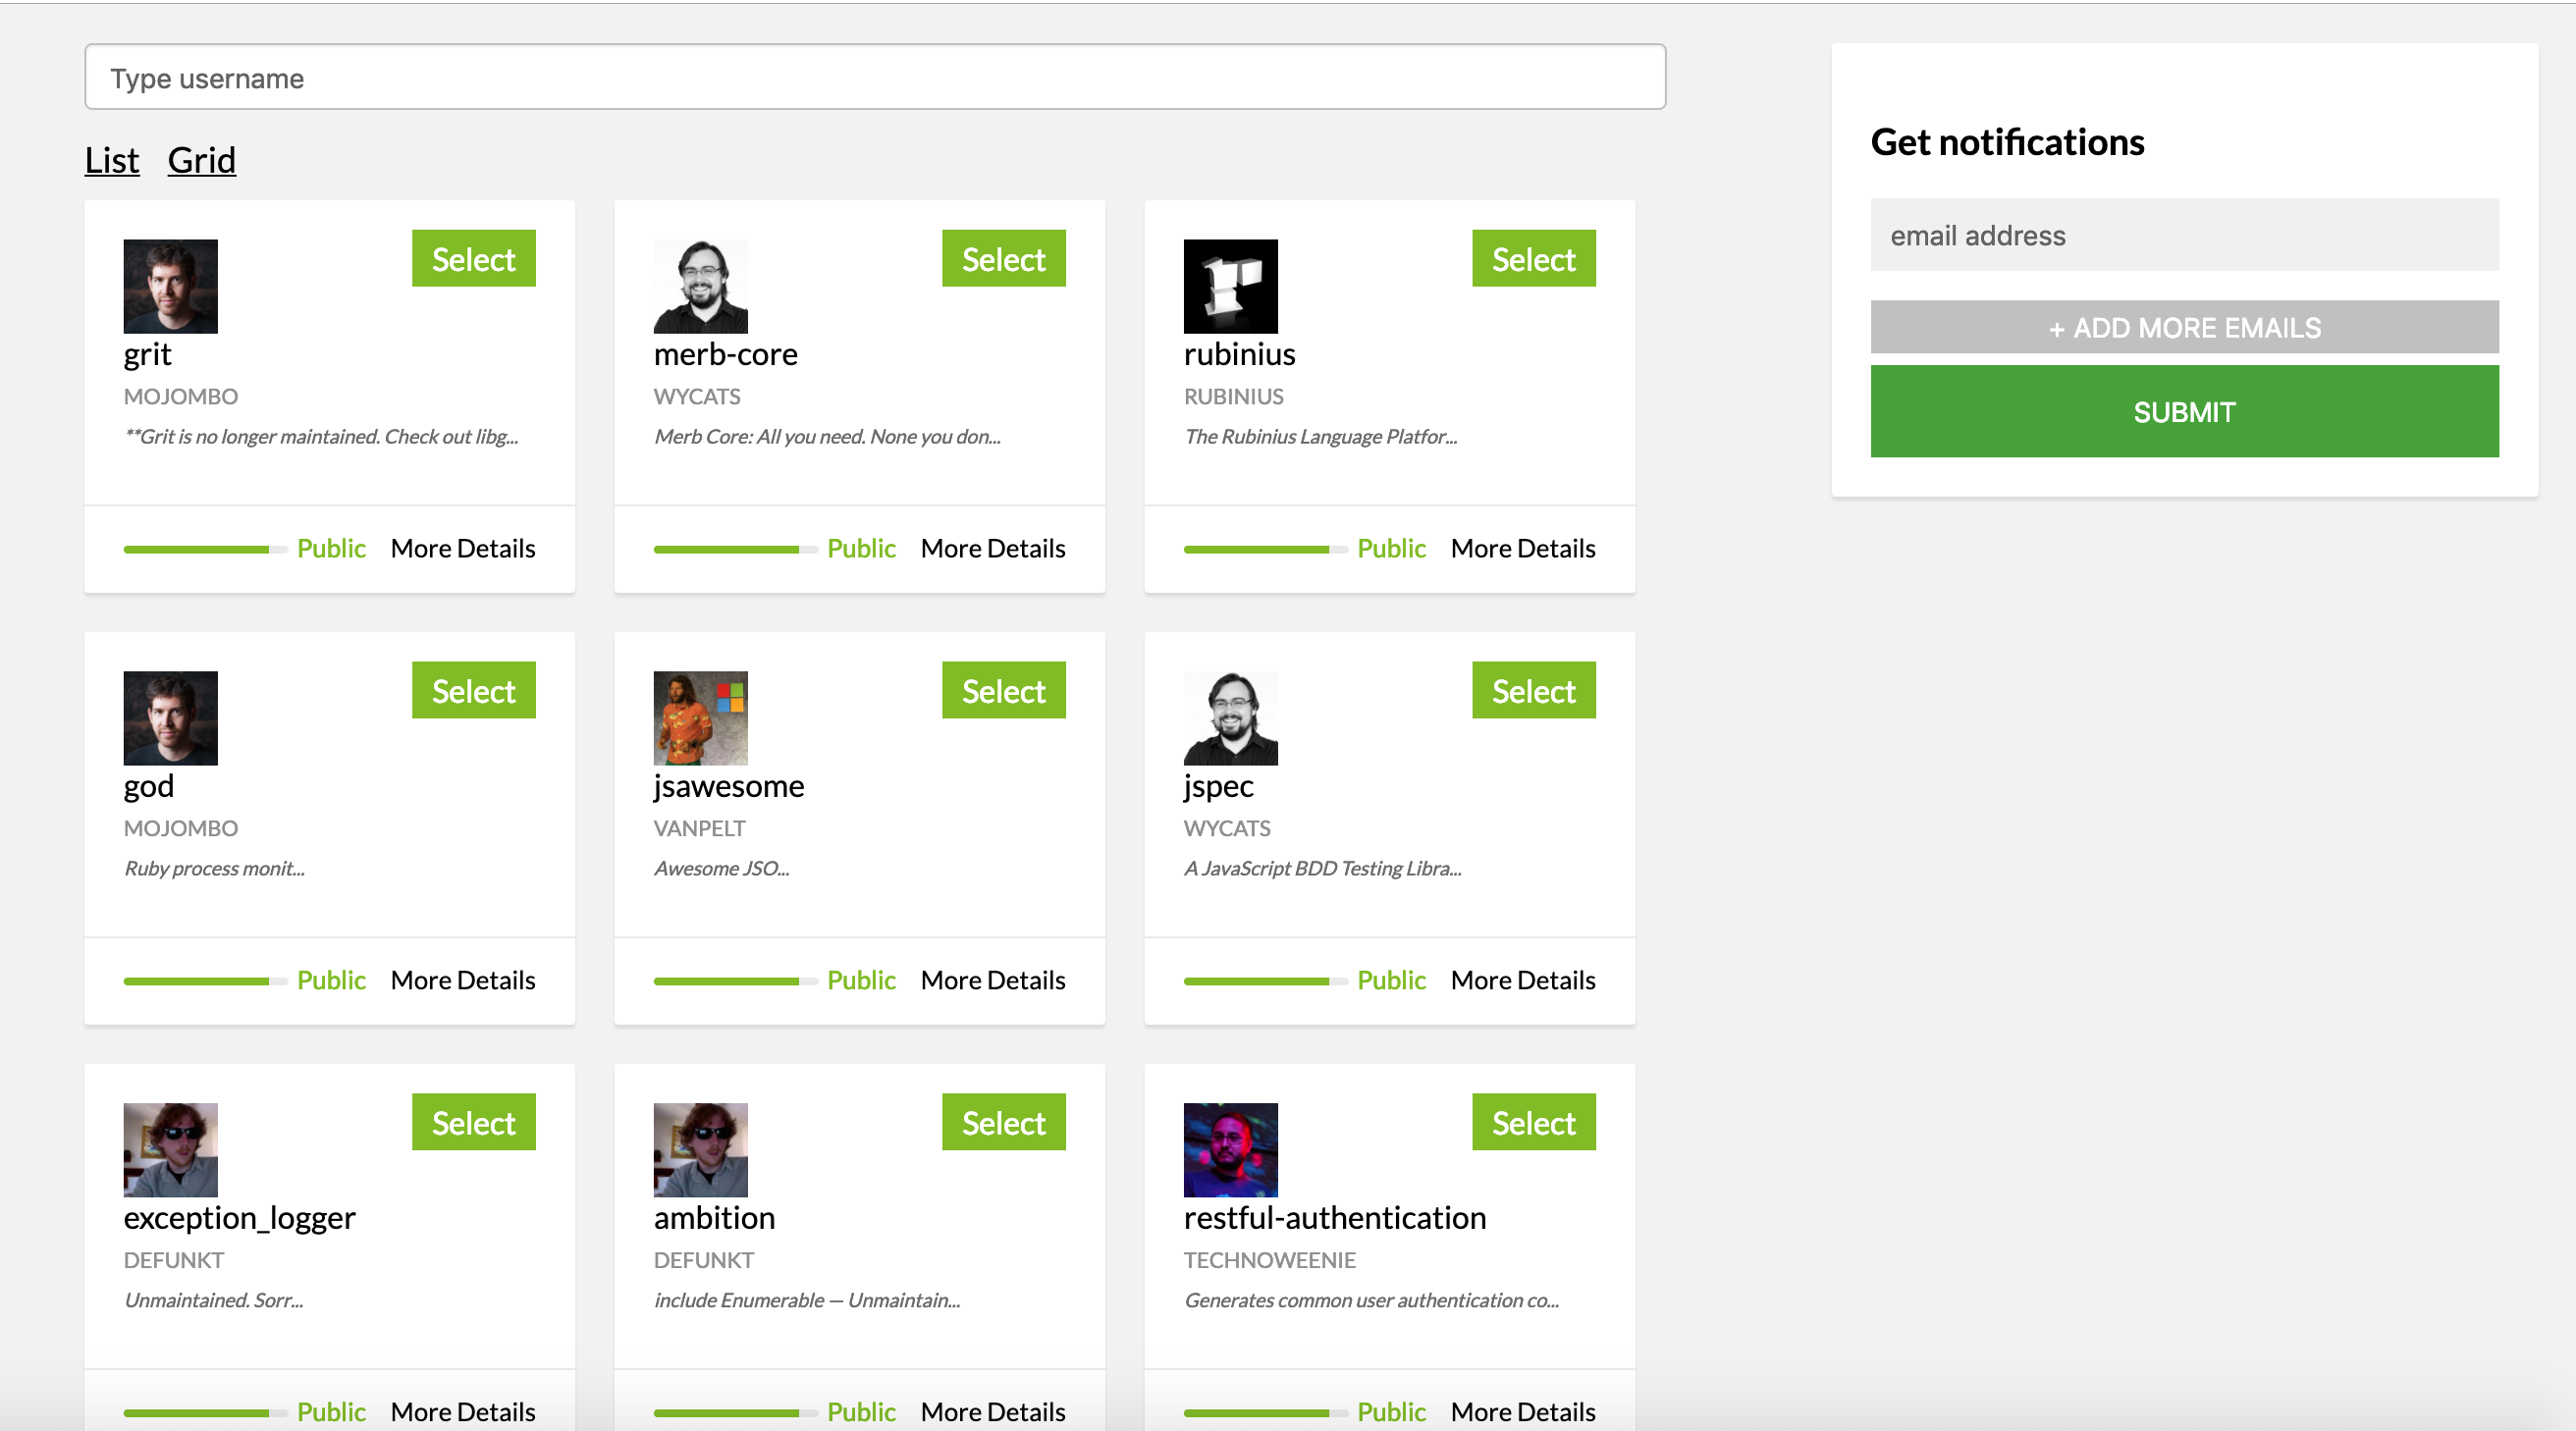 Type username
List Grid
Select
grit
MOJOMBO
**Grit is no longer maintained. Check out libg...
Public More Details
Select
merb-core
WYCATS
Merb Core: All you need. None you don...
Public More Details
Select
rubinius
RUBINIUS
The Rubinius Language Platfor...
Public More Details
Select
god
MOJOMBO
Ruby process monit...
Public More Details
Select
jsawesome
VANPELT
Awesome JSO...
Public More Details
Select
jspec
WYCATS
A JavaScript BDD Testing Libra...
Public More Details
Select
exception_logger
DEFUNKT
Unmaintained. Sorr...
Public More Details
Select
ambition
DEFUNKT
include Enumerable — Unmaintain...
Public More Details
Select
restful-authentication
TECHNOWEENIE
Generates common user authentication co...
Public More Details
Get notifications
email address
+ ADD MORE EMAILS
SUBMIT